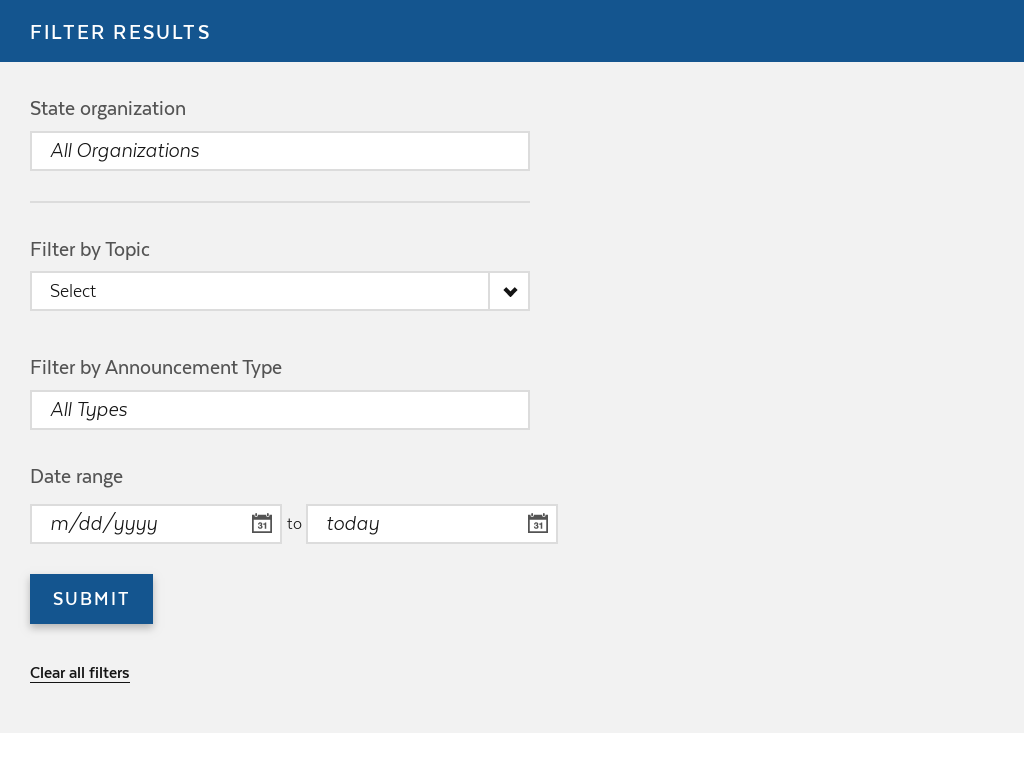 FILTER RESULTS
State organization
All Organizations
Filter by Topic
Select
Filter by Announcement Type
All Types
Date range
m/dd/yyyy 31 to today 31
SUBMIT
Clear all filters